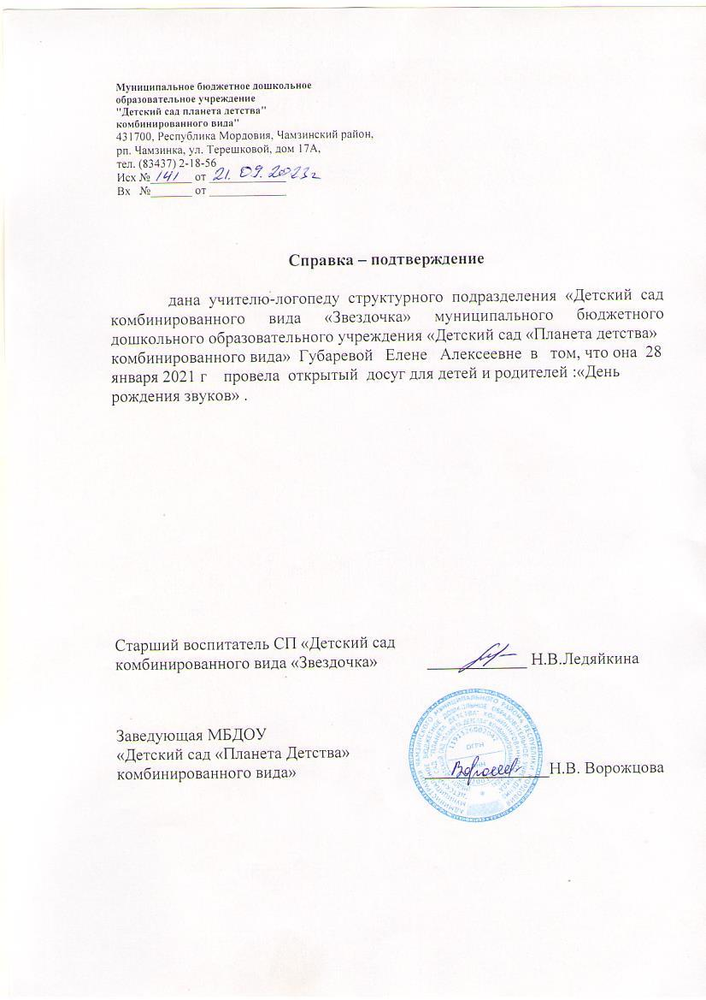 Муниципальное бюджетное дошкольное
образовательное учреждение
"Детский сад планета детства"
комбинированного вида"
431700, Республика Мордовия, Чамзинский район,
рп. Чамзинка, ул. Терешковой, дом 17А,
тел. (83437) 2-18-56
Исх № 141 от 21.09.2023г
Вх № от
Справка – подтверждение
дана учителю-логопеду структурного подразделения «Детский сад
комбинированного вида «Звездочка» муниципального бюджетного
дошкольного образовательного учреждения «Детский сад «Планета детства»
комбинированного вида» Губаревой Елене Алексеевне в том, что она 28
января 2021 г провела открытый досуг для детей и родителей :«День
рождения звуков» .
Старший воспитатель СП «Детский сад
комбинированного вида «Звездочка» Н.В.Ледяйкина
Заведующая МБДОУ
«Детский сад «Планета Детства»
комбинированного вида» Н.В. Ворожцова
ОГРН